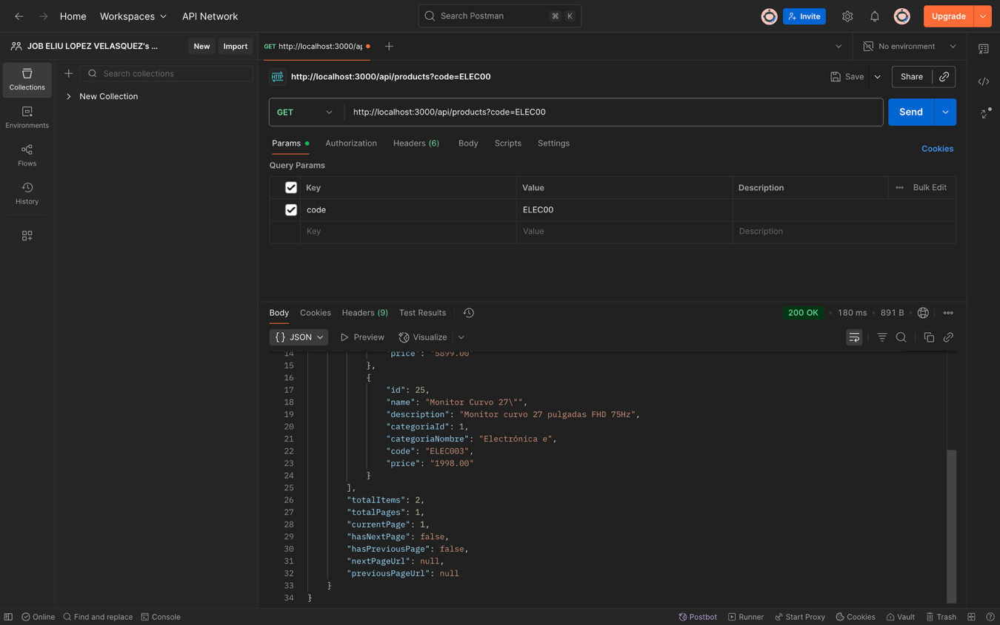 Home Workspaces API Network Search Postman ⌘ K Invite Upgrade
JOB ELIU LOPEZ VELASQUEZ's ... New Import GET http://localhost:3000/ap No environment
Collections
Search collections
New Collection
Environments
Flows
History
HTTP http://localhost:3000/api/products?code=ELEC00 Save Share
GET http://localhost:3000/api/products?code=ELEC00 Send
Params Authorization Headers (6) Body Scripts Settings Cookies
Query Params
Key Value Description Bulk Edit
code ELEC00
Key Value Description
Body Cookies Headers (9) Test Results 200 OK 180 ms 891 B
{} JSON Preview Visualize
14 "price": "5899.00"
15 },
16 {
17 "id": 25,
18 "name": "Monitor Curvo 27\"",
19 "description": "Monitor curvo 27 pulgadas FHD 75Hz",
20 "categoriaId": 1,
21 "categoriaNombre": "Electrónica e",
22 "code": "ELEC003",
23 "price": "1998.00"
24 }
25 ],
26 "totalItems": 2,
27 "totalPages": 1,
28 "currentPage": 1,
29 "hasNextPage": false,
30 "hasPreviousPage": false,
31 "nextPageUrl": null,
32 "previousPageUrl": null
33 }
34 }
Online Find and replace Console Postbot Runner Start Proxy Cookies Vault Trash